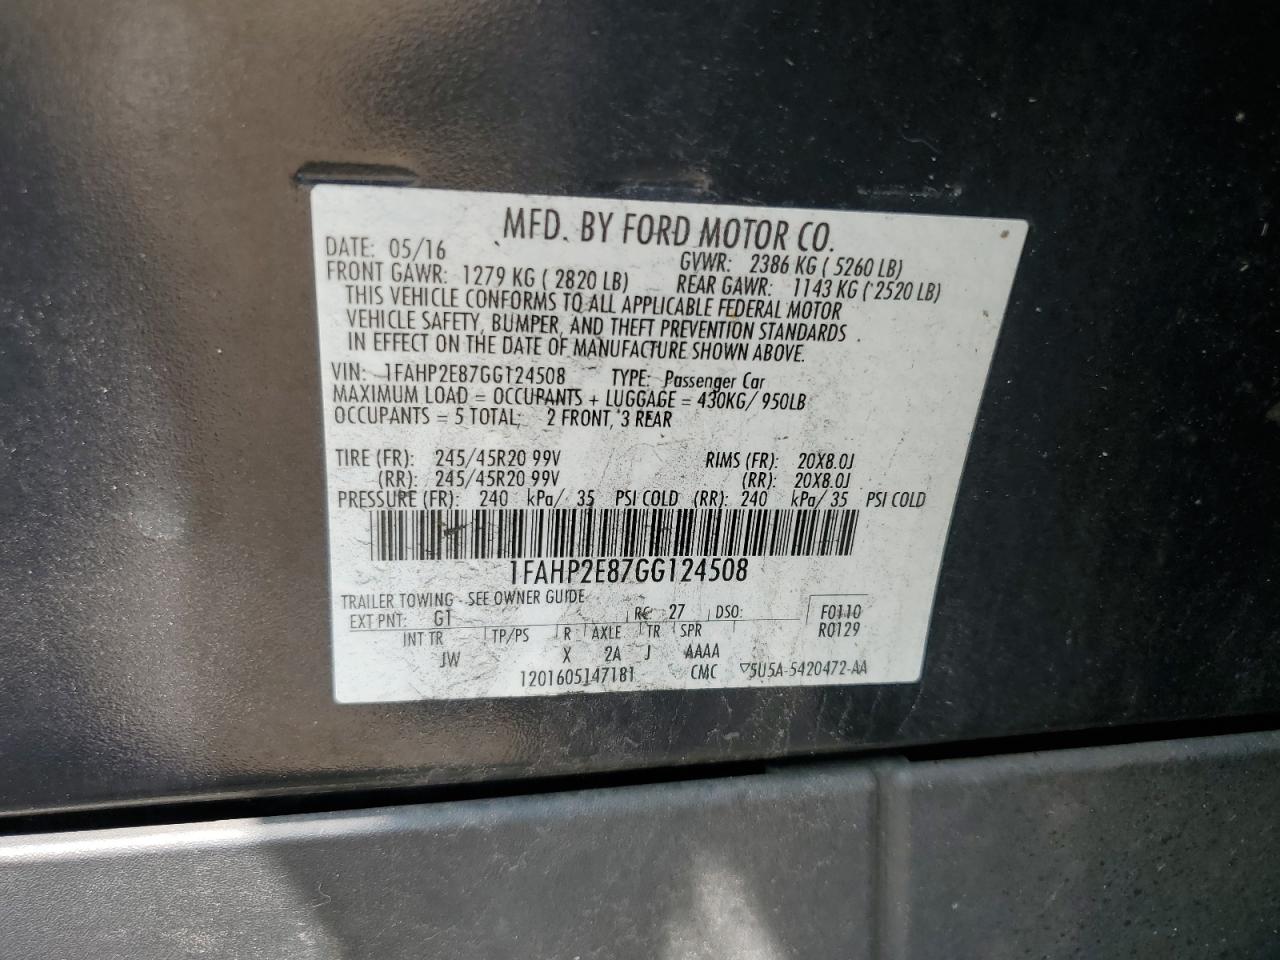 MFD. BY FORD MOTOR CO.
DATE: 05/16 GVWR: 2386 KG ( 5260 LB)
FRONT GAWR: 1279 KG ( 2820 LB) REAR GAWR: 1143 KG ( 2520 LB)
THIS VEHICLE CONFORMS TO ALL APPLICABLE FEDERAL MOTOR
VEHICLE SAFETY, BUMPER, AND THEFT PREVENTION STANDARDS
IN EFFECT ON THE DATE OF MANUFACTURE SHOWN ABOVE.
VIN: 1FAHP2E87GG124508 TYPE: Passenger Car
MAXIMUM LOAD = OCCUPANTS + LUGGAGE = 430KG/ 950LB
OCCUPANTS = 5 TOTAL; 2 FRONT, 3 REAR
TIRE (FR): 245/45R20 99V RIMS (FR): 20X8.0J
(RR): 245/45R20 99V (RR): 20X8.0J
PRESSURE (FR): 240 kPa/ 35 PSI COLD (RR): 240 kPa/ 35 PSI COLD
1FAHP2E87GG124508
TRAILER TOWING - SEE OWNER GUIDE
EXT PNT: G1 RC: 27 DSO: F0110
INT TR TP/PS R AXLE TR SPR R0129
JW X 2A J AAAA
1201605147181 CMC ▽5U5A-5420472-AA